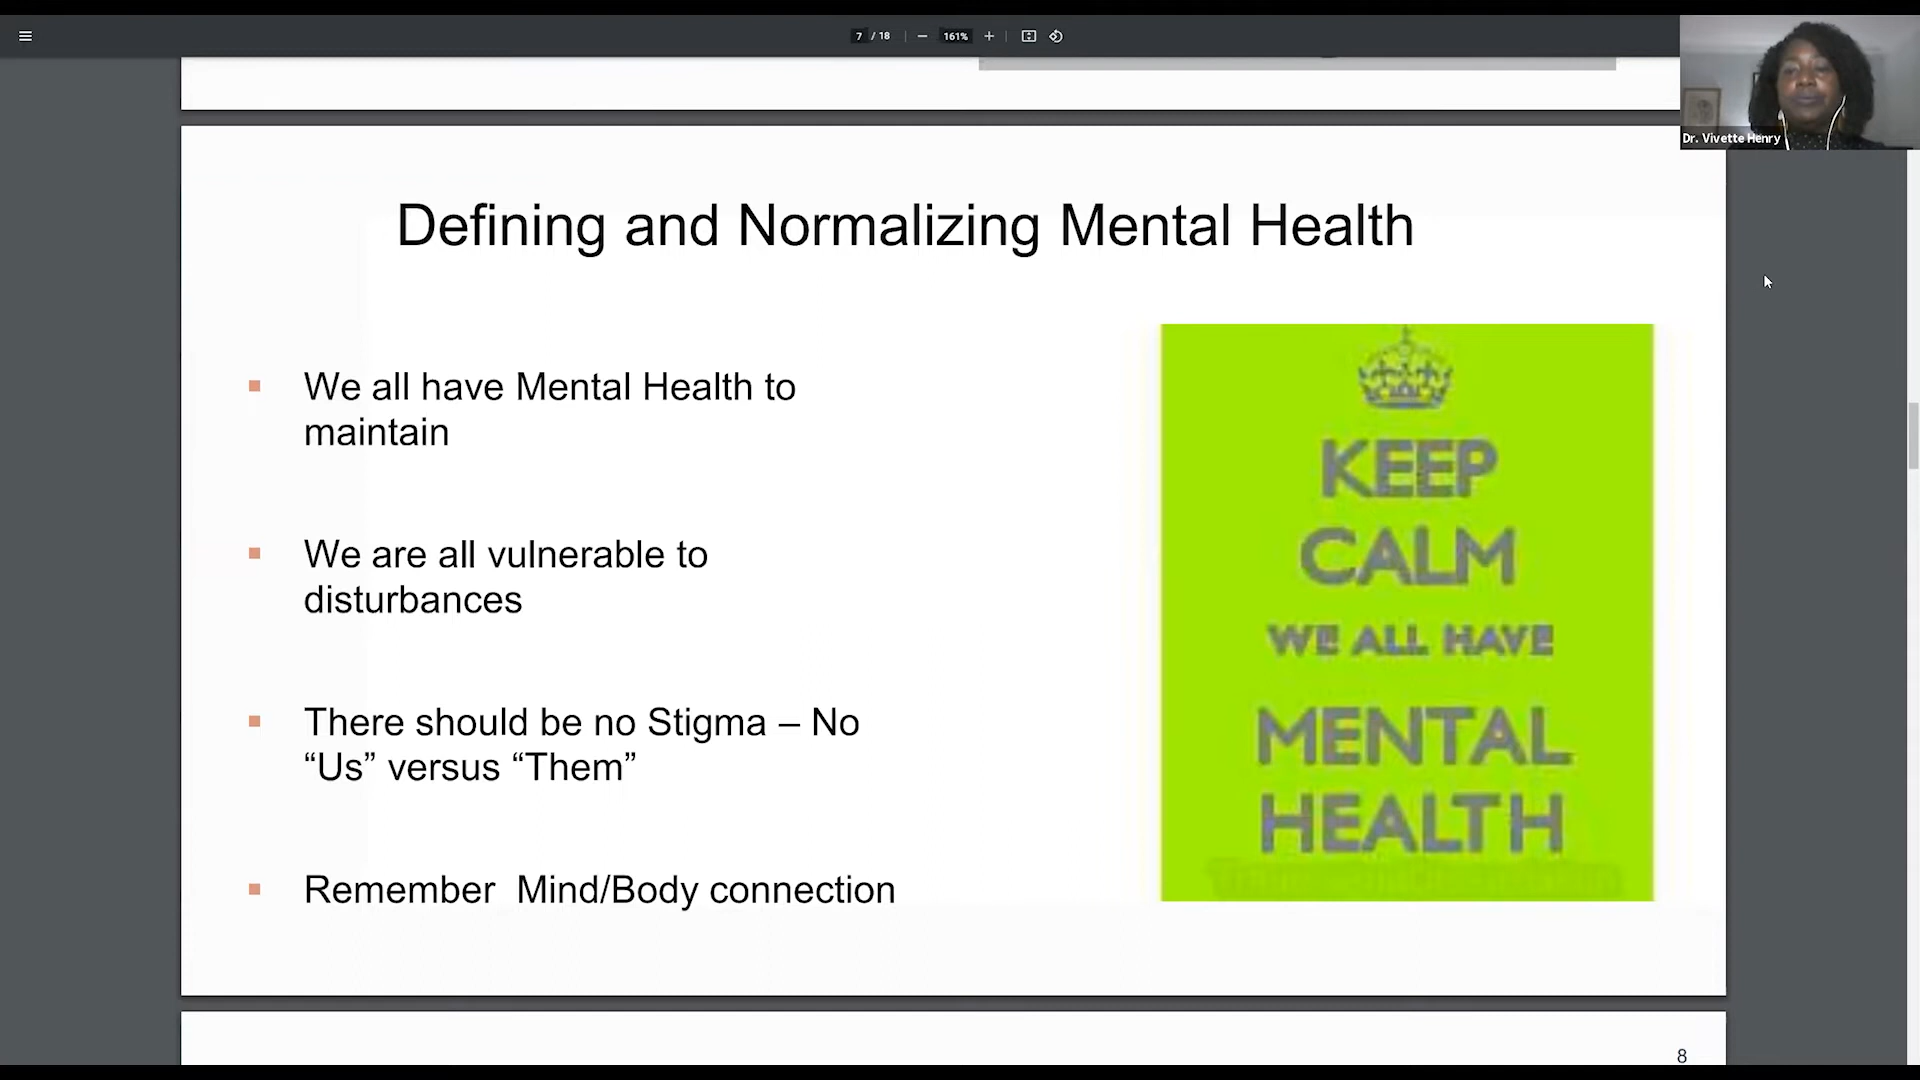 7 / 18
161%
Dr. Vivette Henry
Defining and Normalizing Mental Health
We all have Mental Health to
maintain
We are all vulnerable to
disturbances
There should be no Stigma – No
“Us” versus “Them”
Remember Mind/Body connection
KEEP
CALM
WE ALL HAVE
MENTAL
HEALTH
8